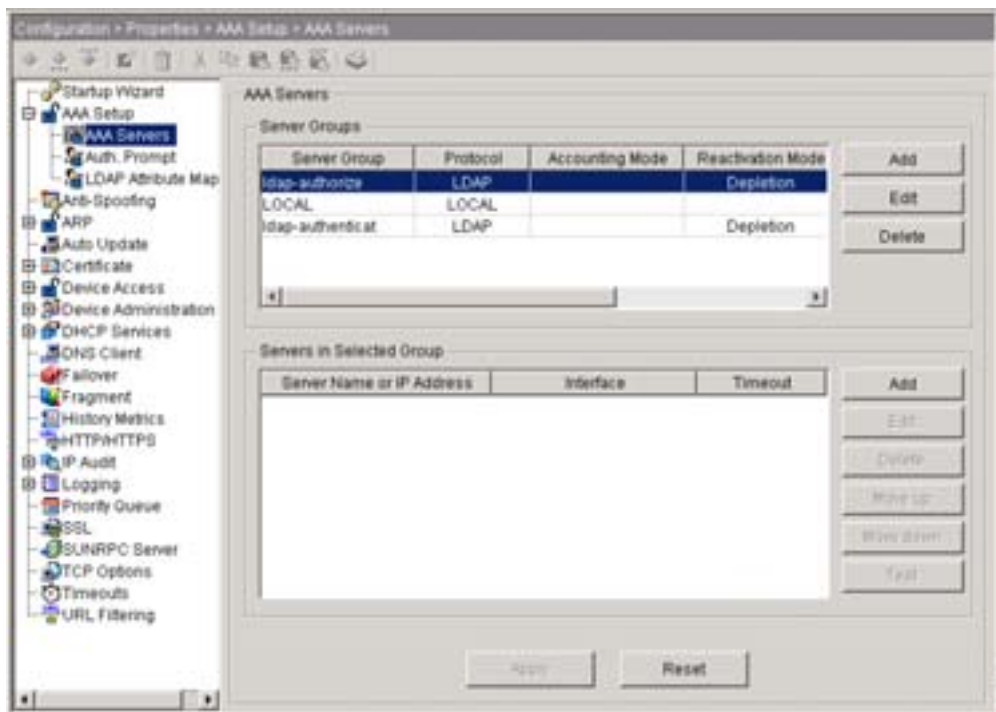 Configuration > Properties > AAA Setup > AAA Servers
Startup Wizard
AAA Setup
AAA Servers
Auth. Prompt
LDAP Attribute Map
Anti-Spoofing
ARP
Auto Update
Certificate
Device Access
Device Administration
DHCP Services
DNS Client
Failover
Fragment
History Metrics
HTTP/HTTPS
IP Audit
Logging
Priority Queue
SSL
SUNRPC Server
TCP Options
Timeouts
URL Filtering
AAA Servers
Server Groups
Server Group Protocol Accounting Mode Reactivation Mode
ldap-authorize LDAP Depletion
LOCAL LOCAL
ldap-authenticat LDAP Depletion
Add
Edit
Delete
Servers in Selected Group
Server Name or IP Address Interface Timeout
Add
Edit
Delete
Move up
Move down
Test
Apply Reset